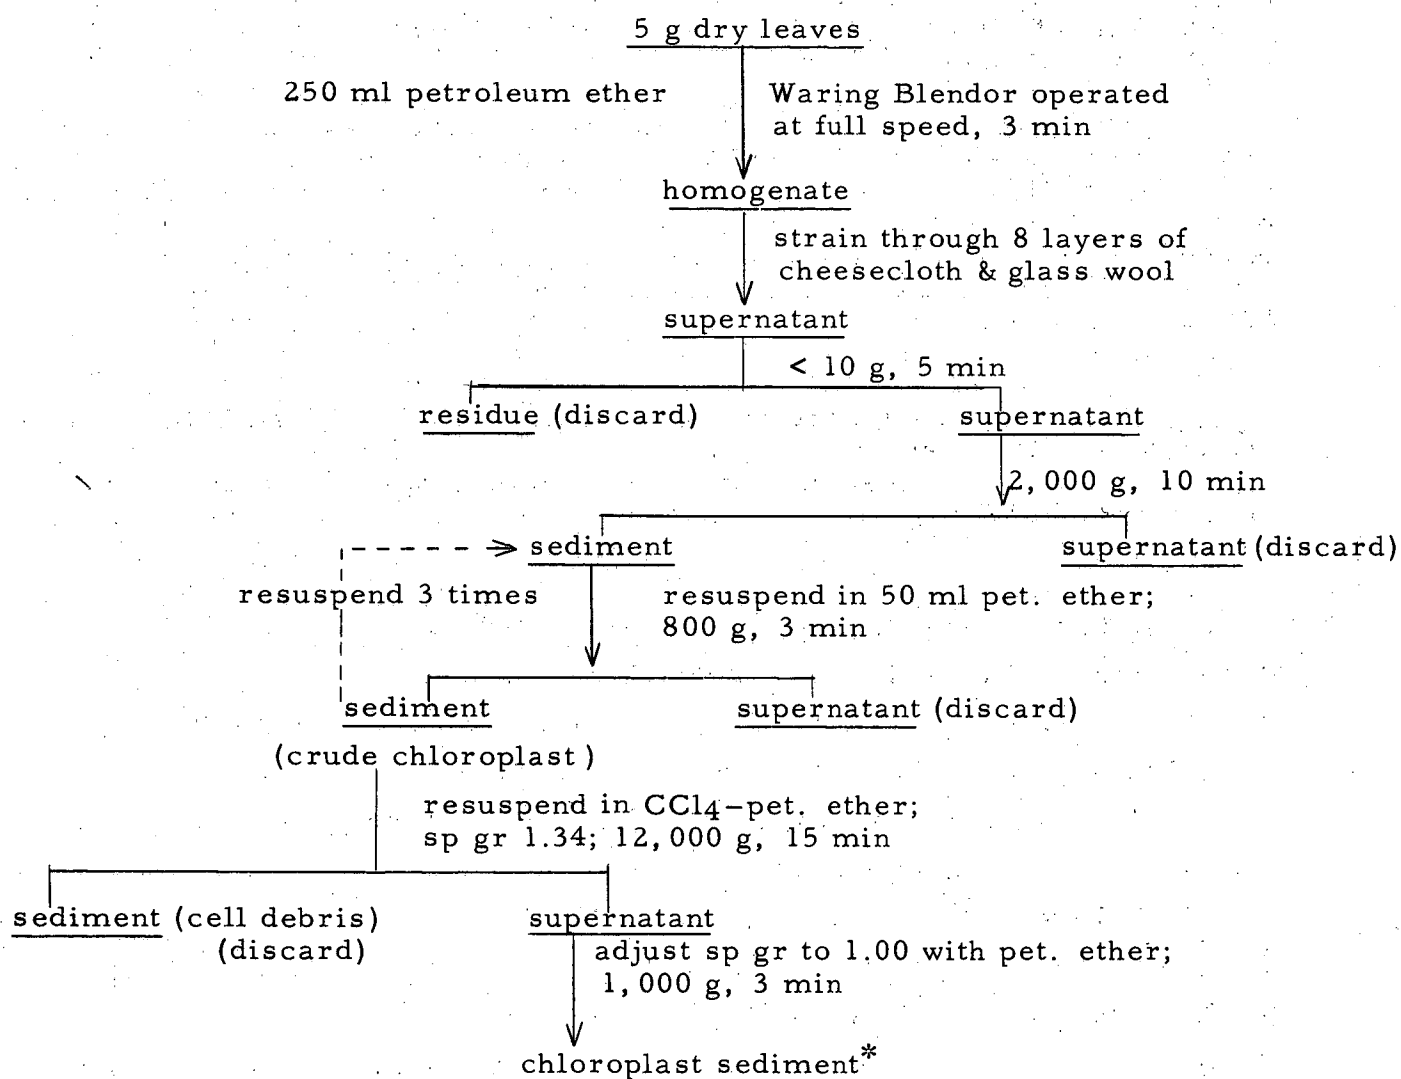 5 g dry leaves
250 ml petroleum ether
Waring Blendor operated
at full speed, 3 min
homogenate
strain through 8 layers of
cheesecloth & glass wool
supernatant
< 10 g, 5 min
residue (discard)
supernatant
2,000 g, 10 min
sediment
supernatant (discard)
resuspend 3 times
resuspend in 50 ml pet. ether;
800 g, 3 min
sediment
supernatant (discard)
(crude chloroplast)
resuspend in CCl4-pet. ether;
sp gr 1.34; 12,000 g, 15 min
sediment (cell debris)
(discard)
supernatant
adjust sp gr to 1.00 with pet. ether;
1,000 g, 3 min
chloroplast sediment*